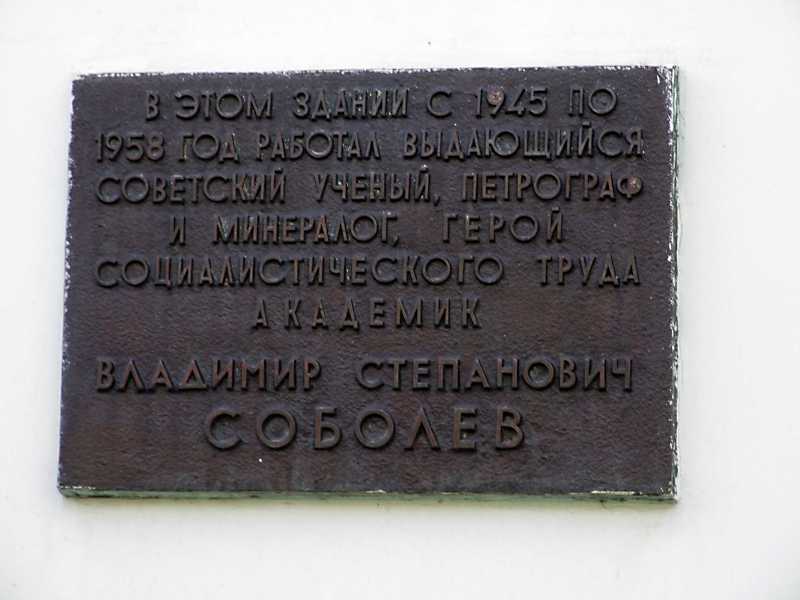 В ЭТОМ ЗДАНИИ С 1945 ПО
1958 ГОД РАБОТАЛ ВЫДАЮЩИЙСЯ
СОВЕТСКИЙ УЧЕНЫЙ, ПЕТРОГРАФ
И МИНЕРАЛОГ, ГЕРОЙ
СОЦИАЛИСТИЧЕСКОГО ТРУДА
АКАДЕМИК
ВЛАДИМИР СТЕПАНОВИЧ
СОБОЛЕВ